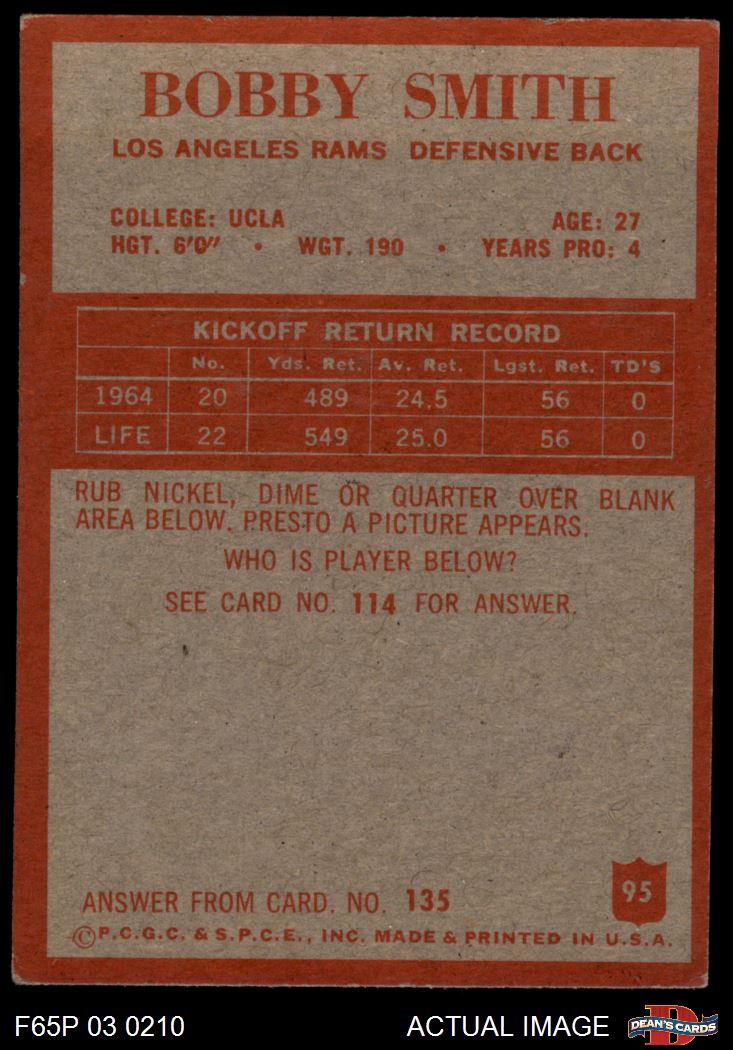 BOBBY SMITH
LOS ANGELES RAMS DEFENSIVE BACK
COLLEGE: UCLA AGE: 27
HGT. 6'0" • WGT. 190 • YEARS PRO: 4
KICKOFF RETURN RECORD
No. Yds. Ret. Av. Ret. Lgst. Ret. TD'S
1964 20 489 24.5 56 0
LIFE 22 549 25.0 56 0
RUB NICKEL, DIME OR QUARTER OVER BLANK
AREA BELOW. PRESTO A PICTURE APPEARS.
WHO IS PLAYER BELOW?
SEE CARD NO. 114 FOR ANSWER.
95
ANSWER FROM CARD. NO. 135
©P.C.G.C. & S.P.C.E., INC. MADE & PRINTED IN U.S.A.
F65P 03 0210 ACTUAL IMAGE D DEAN'S CARDS